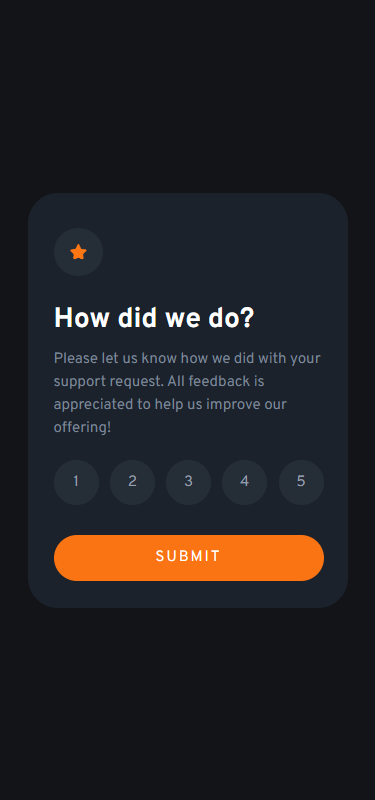 How did we do?
Please let us know how we did with your
support request. All feedback is
appreciated to help us improve our
offering!
1 2 3 4 5
SUBMIT